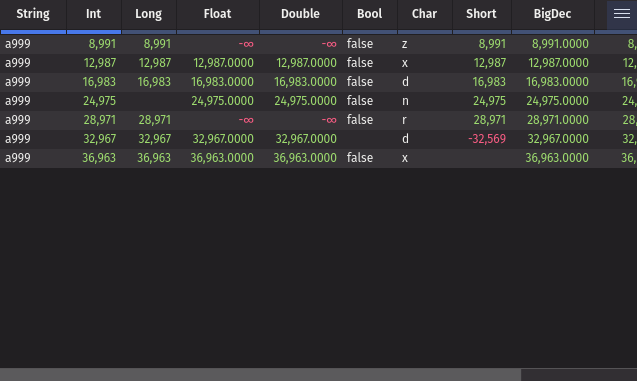 String Int Long Float Double Bool Char Short BigDec
a999 8,991 8,991 -∞ -∞ false z 8,991 8,991.0000 8,
a999 12,987 12,987 12,987.0000 12,987.0000 false x 12,987 12,987.0000 12,
a999 16,983 16,983 16,983.0000 16,983.0000 false d 16,983 16,983.0000 16,
a999 24,975 24,975.0000 24,975.0000 false n 24,975 24,975.0000 24,
a999 28,971 28,971 -∞ -∞ false r 28,971 28,971.0000 28,
a999 32,967 32,967 32,967.0000 32,967.0000 d -32,569 32,967.0000 32,
a999 36,963 36,963 36,963.0000 36,963.0000 false x 36,963.0000 36,